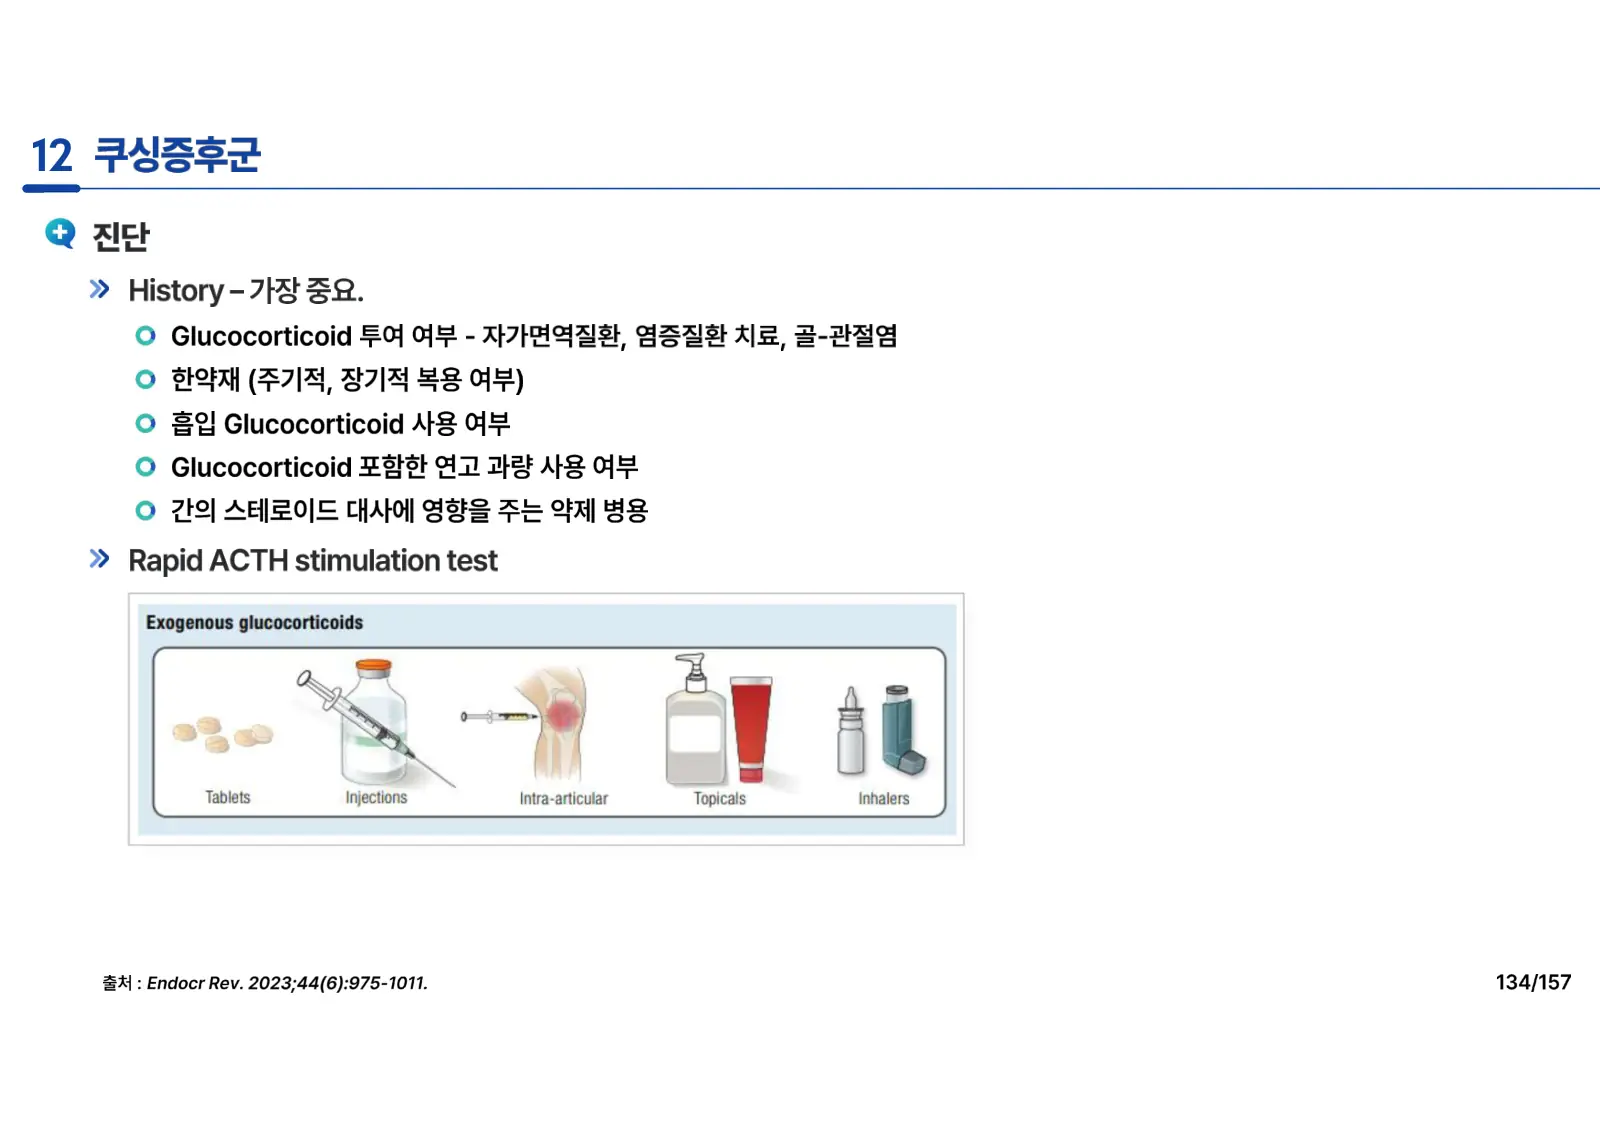 12 쿠싱증후군
진단
History – 가장 중요.
Glucocorticoid 투여 여부 - 자가면역질환, 염증질환 치료, 골-관절염
한약재 (주기적, 장기적 복용 여부)
흡입 Glucocorticoid 사용 여부
Glucocorticoid 포함한 연고 과량 사용 여부
간의 스테로이드 대사에 영향을 주는 약제 병용
Rapid ACTH stimulation test
Exogenous glucocorticoids
Tablets Injections Intra-articular Topicals Inhalers
출처 : Endocr Rev. 2023;44(6):975-1011.
134/157